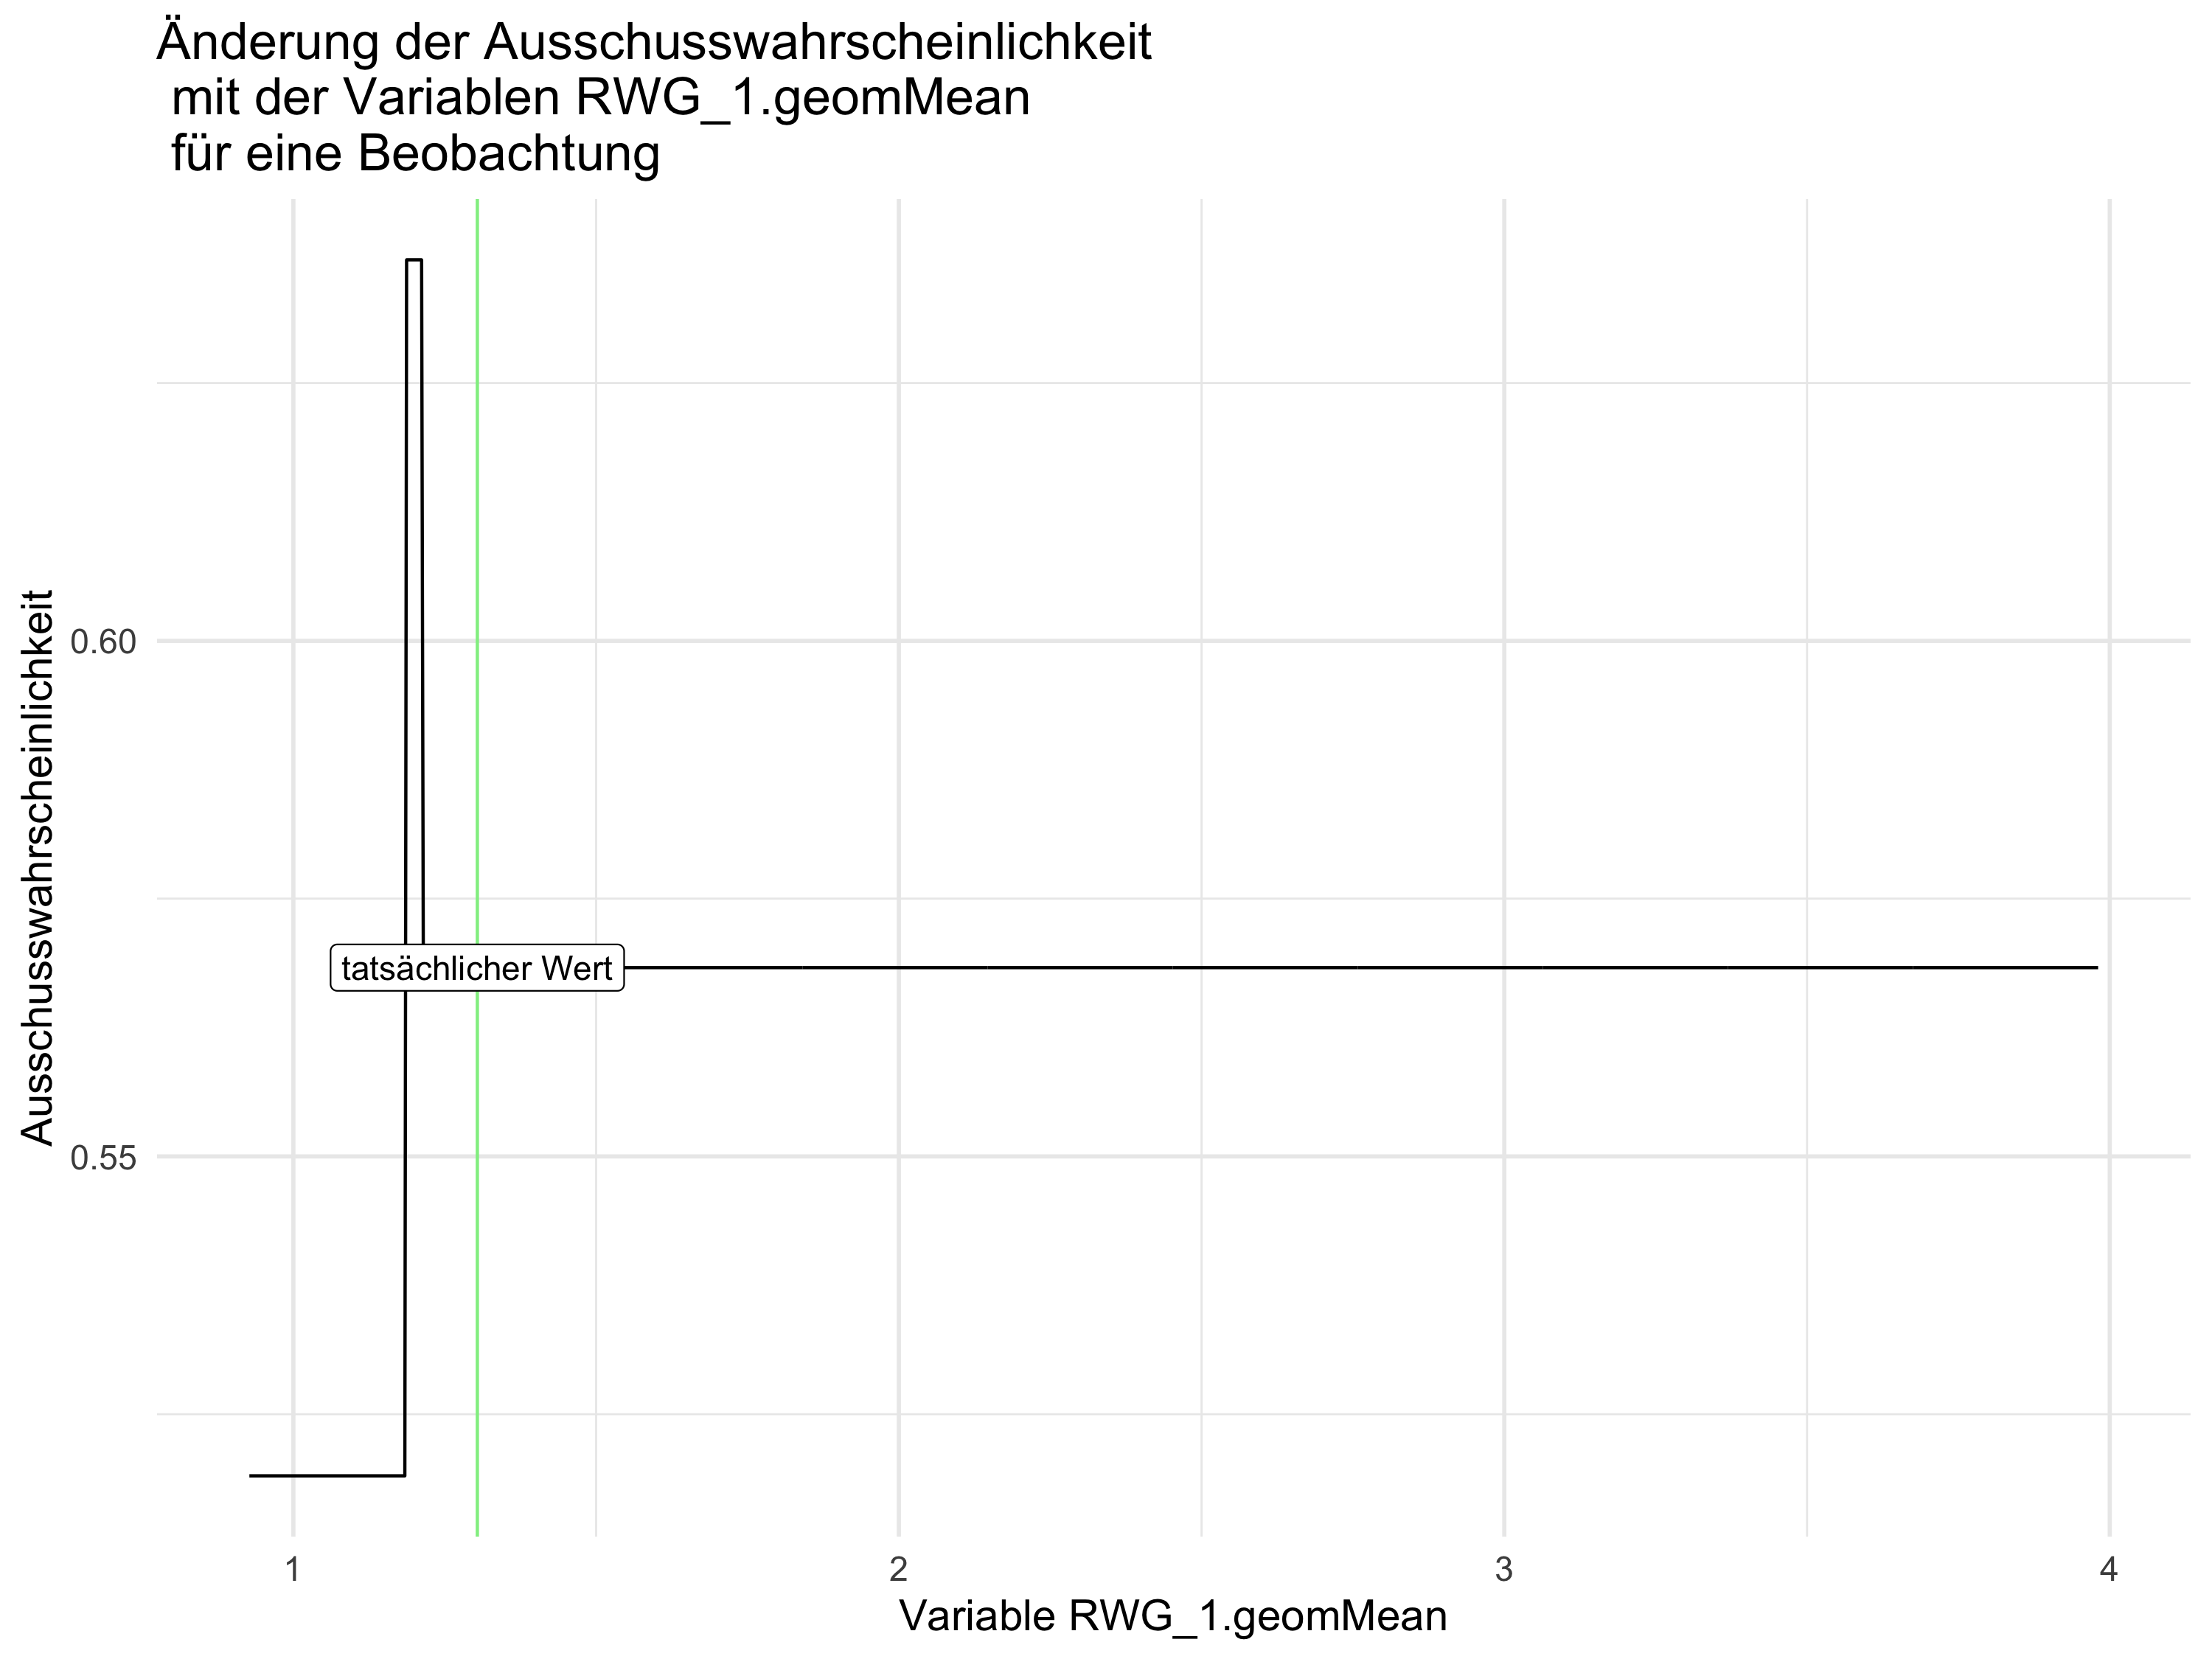 Änderung der Ausschusswahrscheinlichkeit
mit der Variablen RWG_1.geomMean
für eine Beobachtung
Ausschusswahrscheinlichkeit
0.60
0.55
tatsächlicher Wert
1
2
3
4
Variable RWG_1.geomMean